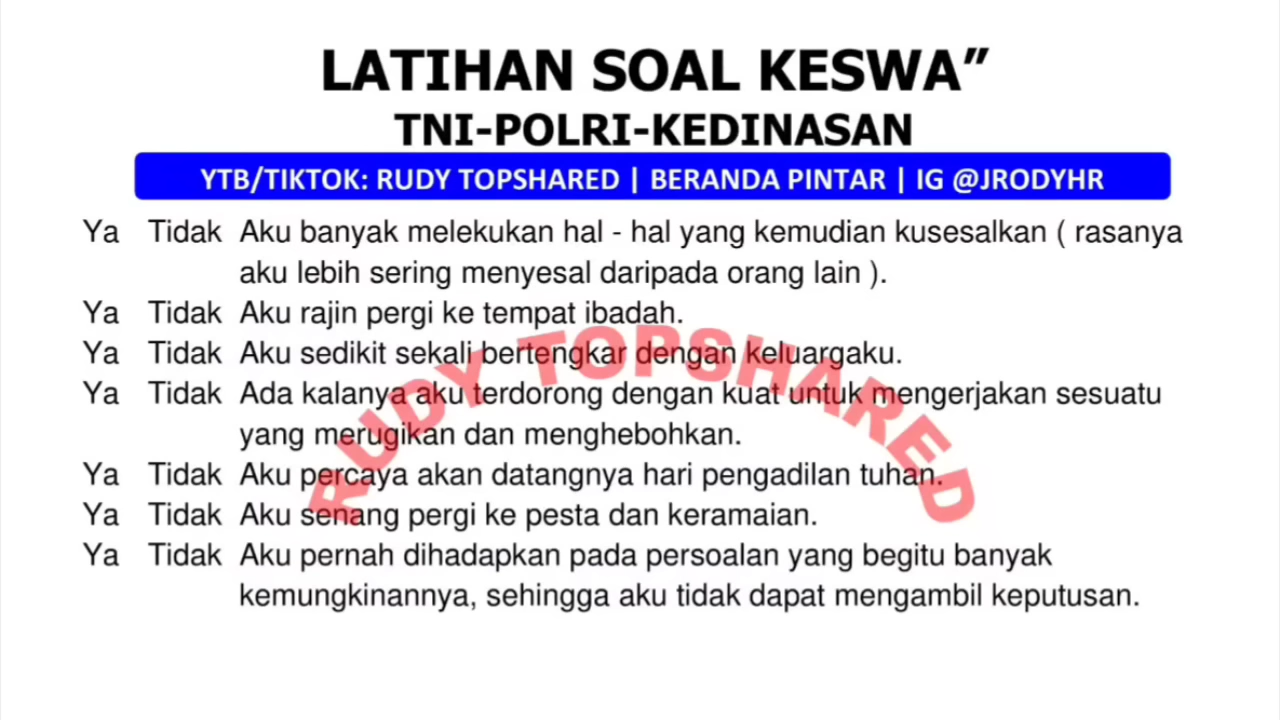 LATIHAN SOAL KESWA”
TNI-POLRI-KEDINASAN
YTB/TIKTOK: RUDY TOPSHARED | BERANDA PINTAR | IG @JRODYHR
Ya Tidak Aku banyak melekukan hal - hal yang kemudian kusesalkan ( rasanya
aku lebih sering menyesal daripada orang lain ).
Ya Tidak Aku rajin pergi ke tempat ibadah.
Ya Tidak Aku sedikit sekali bertengkar dengan keluargaku.
Ya Tidak Ada kalanya aku terdorong dengan kuat untuk mengerjakan sesuatu
yang merugikan dan menghebohkan.
Ya Tidak Aku percaya akan datangnya hari pengadilan tuhan.
Ya Tidak Aku senang pergi ke pesta dan keramaian.
Ya Tidak Aku pernah dihadapkan pada persoalan yang begitu banyak
kemungkinannya, sehingga aku tidak dapat mengambil keputusan.
RUDY TOPSHARED